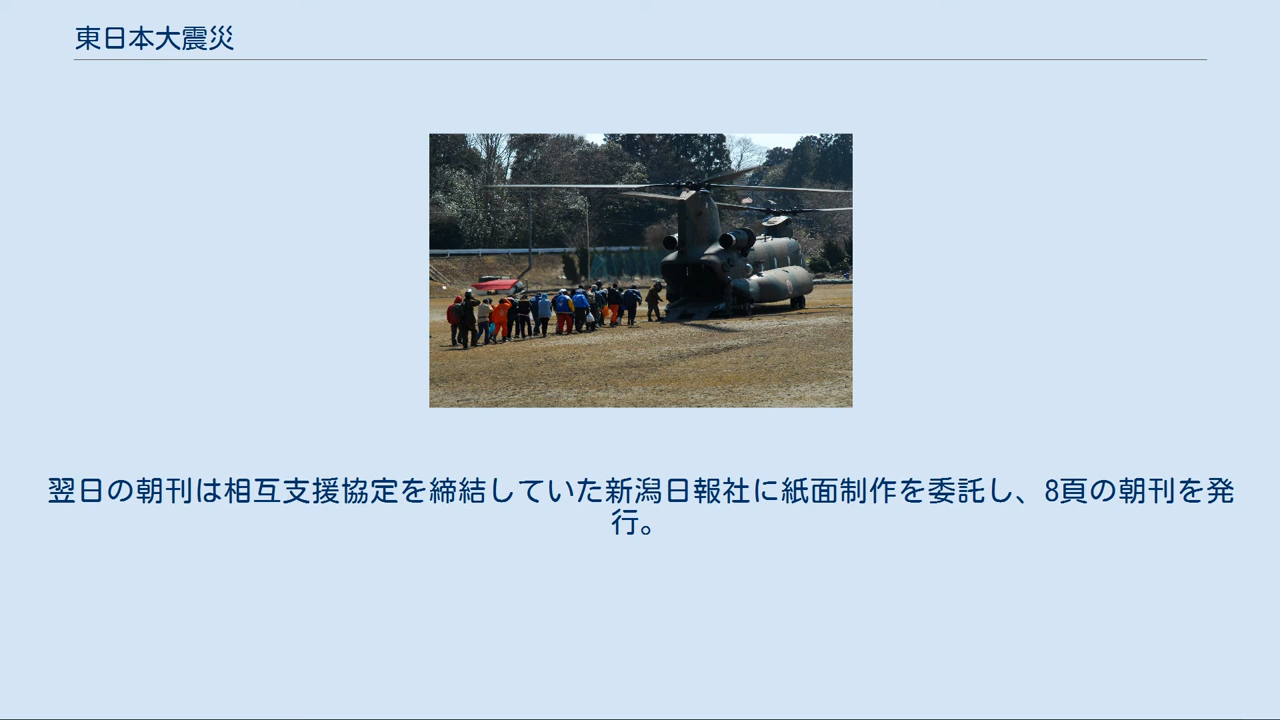 東日本大震災
翌日の朝刊は相互支援協定を締結していた新潟日報社に紙面制作を委託し、8頁の朝刊を発
行。